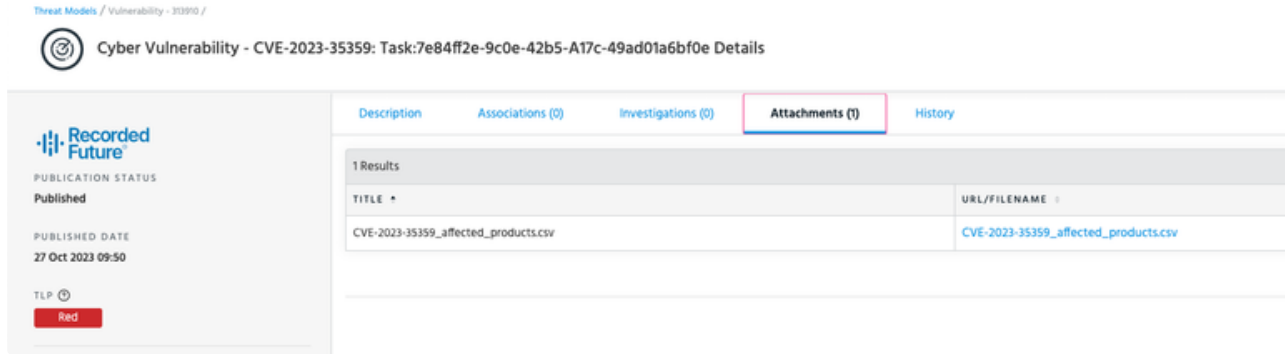 Threat Models / Vulnerability - 313910 /
Cyber Vulnerability - CVE-2023-35359: Task:7e84ff2e-9c0e-42b5-A17c-49ad01a6bf0e Details
Description Associations (0) Investigations (0) Attachments (1) History
Recorded
Future®
PUBLICATION STATUS
Published
PUBLISHED DATE
27 Oct 2023 09:50
TLP
Red
1 Results
TITLE URL/FILENAME
CVE-2023-35359_affected_products.csv CVE-2023-35359_affected_products.csv